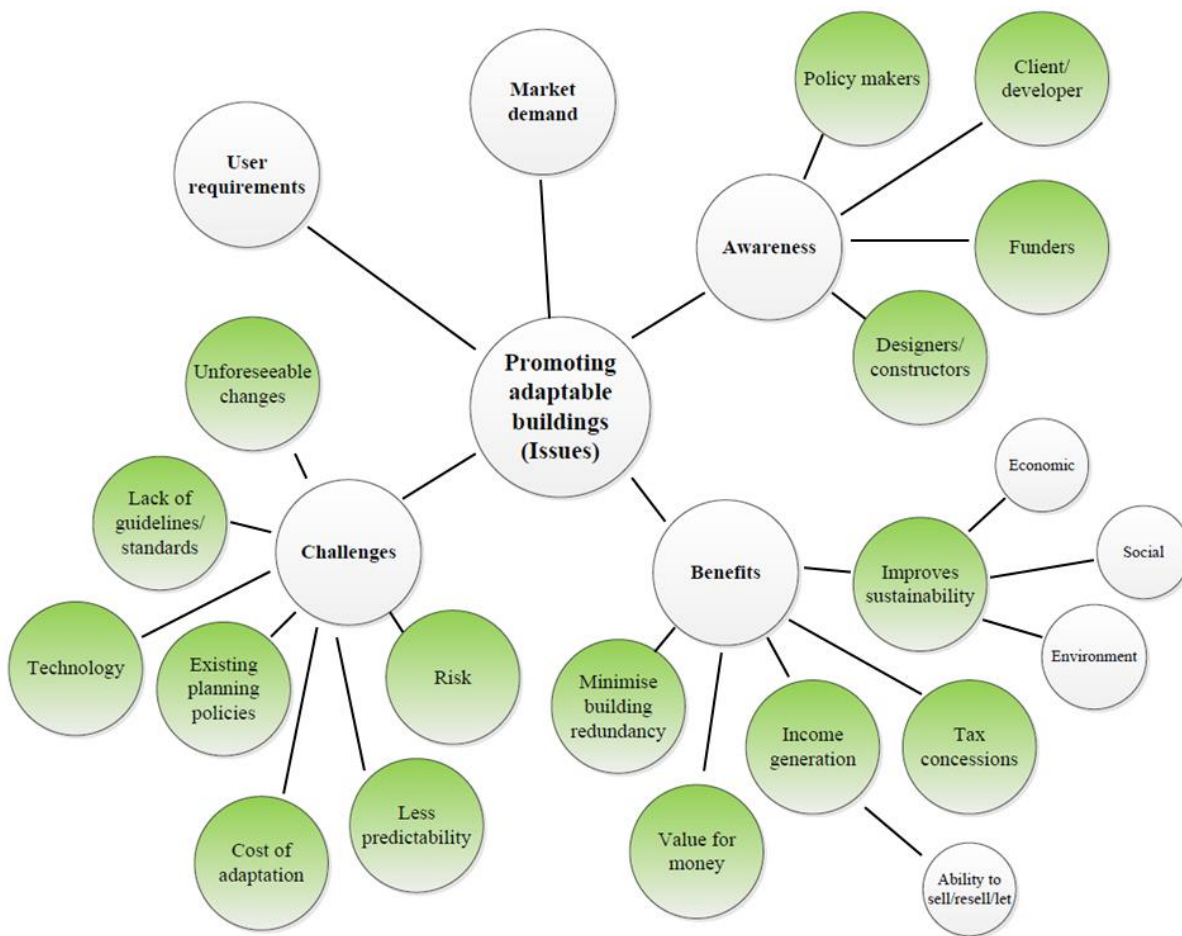 Market
demand
Policy makers
Client/
developer
User
requirements
Awareness
Funders
Designers/
constructors
Promoting
adaptable
buildings
(Issues)
Unforeseeable
changes
Lack of
guidelines/
standards
Challenges
Technology
Existing
planning
policies
Risk
Cost of
adaptation
Less
predictability
Benefits
Improves
sustainability
Economic
Social
Environment
Minimise
building
redundancy
Income
generation
Tax
concessions
Value for
money
Ability to
sell/resell/let